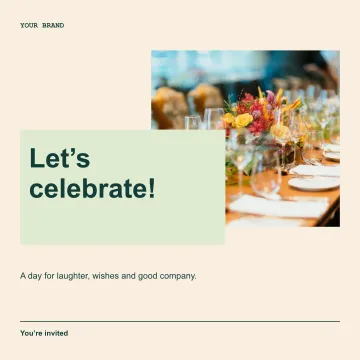 YOUR BRAND
Let’s
celebrate!
A day for laughter, wishes and good company.
You’re invited